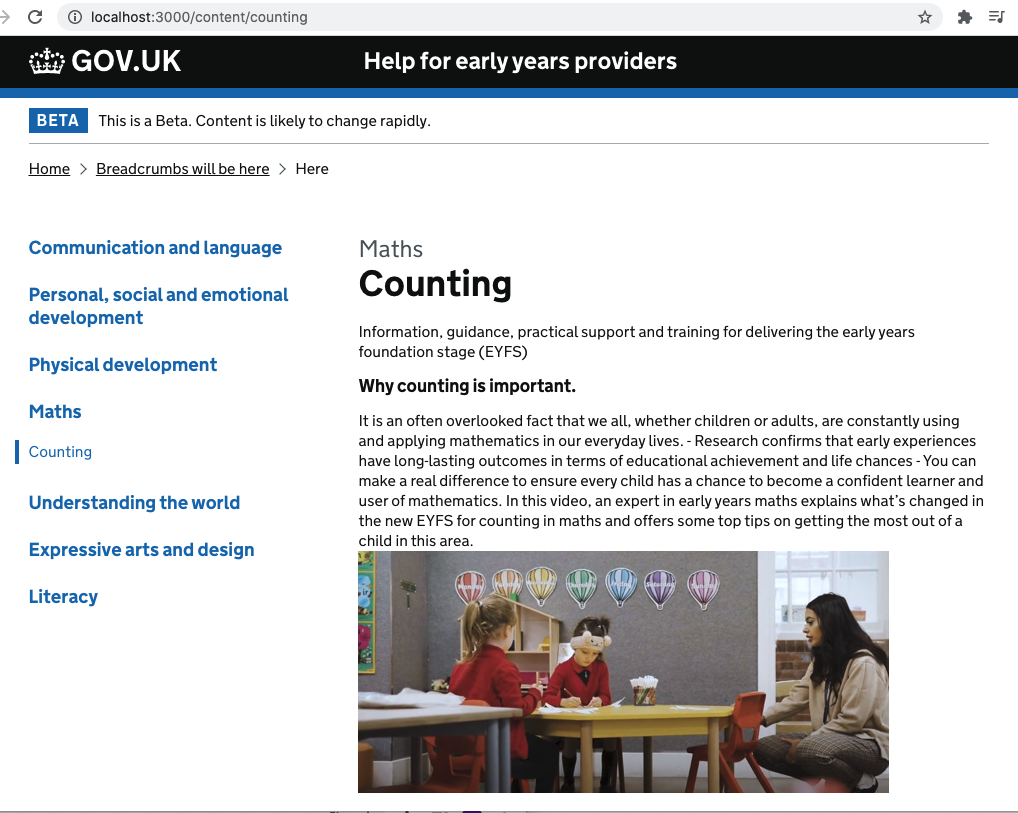 localhost:3000/content/counting
GOV.UK
Help for early years providers
BETA
This is a Beta. Content is likely to change rapidly.
Home > Breadcrumbs will be here > Here
Communication and language
Personal, social and emotional
development
Physical development
Maths
Counting
Understanding the world
Expressive arts and design
Literacy
Maths
Counting
Information, guidance, practical support and training for delivering the early years
foundation stage (EYFS)
Why counting is important.
It is an often overlooked fact that we all, whether children or adults, are constantly using
and applying mathematics in our everyday lives. - Research confirms that early experiences
have long-lasting outcomes in terms of educational achievement and life chances - You can
make a real difference to ensure every child has a chance to become a confident learner and
user of mathematics. In this video, an expert in early years maths explains what’s changed in
the new EYFS for counting in maths and offers some top tips on getting the most out of a
child in this area.